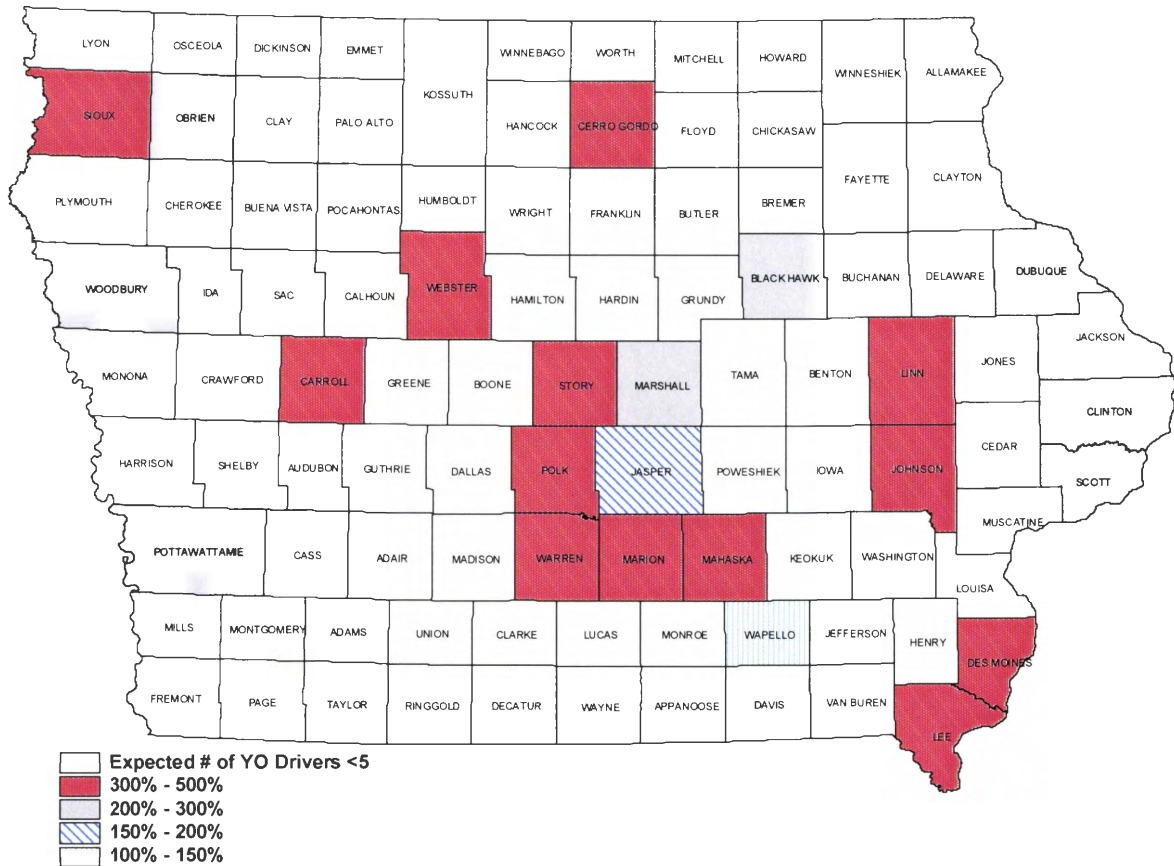 LYON OSCEOLA DICKINSON EMMET WINNEBAGO WORTH MITCHELL HOWARD
KOSSUTH WINNESHIEK ALLAMAKEE
SIOUX OBRIEN CLAY PALO ALTO HANCOCK CERRO GORDO FLOYD CHICKASAW
PLYMOUTH CHEROKEE BUENA VISTA POCAHONTAS HUMBOLDT WRIGHT FRANKLIN BUTLER BREMER FAYETTE CLAYTON
WOODBURY IDA SAC CALHOUN WEBSTER HAMILTON HARDIN GRUNDY BLACK HAWK BUCHANAN DELAWARE DUBUQUE
MONONA CRAWFORD CARROLL GREENE BOONE STORY MARSHALL TAMA BENTON LINN JONES JACKSON
CLINTON
HARRISON SHELBY AUDUBON GUTHRIE DALLAS POLK JASPER POWESHIEK IOWA JOHNSON CEDAR SCOTT
MUSCATINE
POTTAWATTAMIE CASS ADAIR MADISON WARREN MARION MAHASKA KEOKUK WASHINGTON
LOUISA
MILLS MONTGOMERY ADAMS UNION CLARKE LUCAS MONROE WAPELLO JEFFERSON HENRY
DES MOINES
FREMONT PAGE TAYLOR RINGGOLD DECATUR WAYNE APPANOOSE DAVIS VAN BUREN
LEE
Expected # of YO Drivers <5
300% - 500%
200% - 300%
150% - 200%
100% - 150%